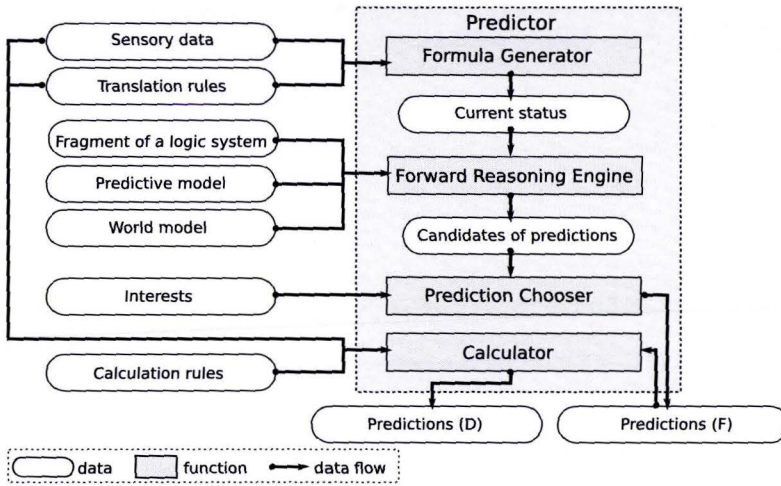 Predictor
Sensory data
Formula Generator
Translation rules
Current status
Fragment of a logic system
Predictive model
Forward Reasoning Engine
World model
Candidates of predictions
Interests
Prediction Chooser
Calculator
Calculation rules
Predictions (D)
Predictions (F)
data
function
data flow